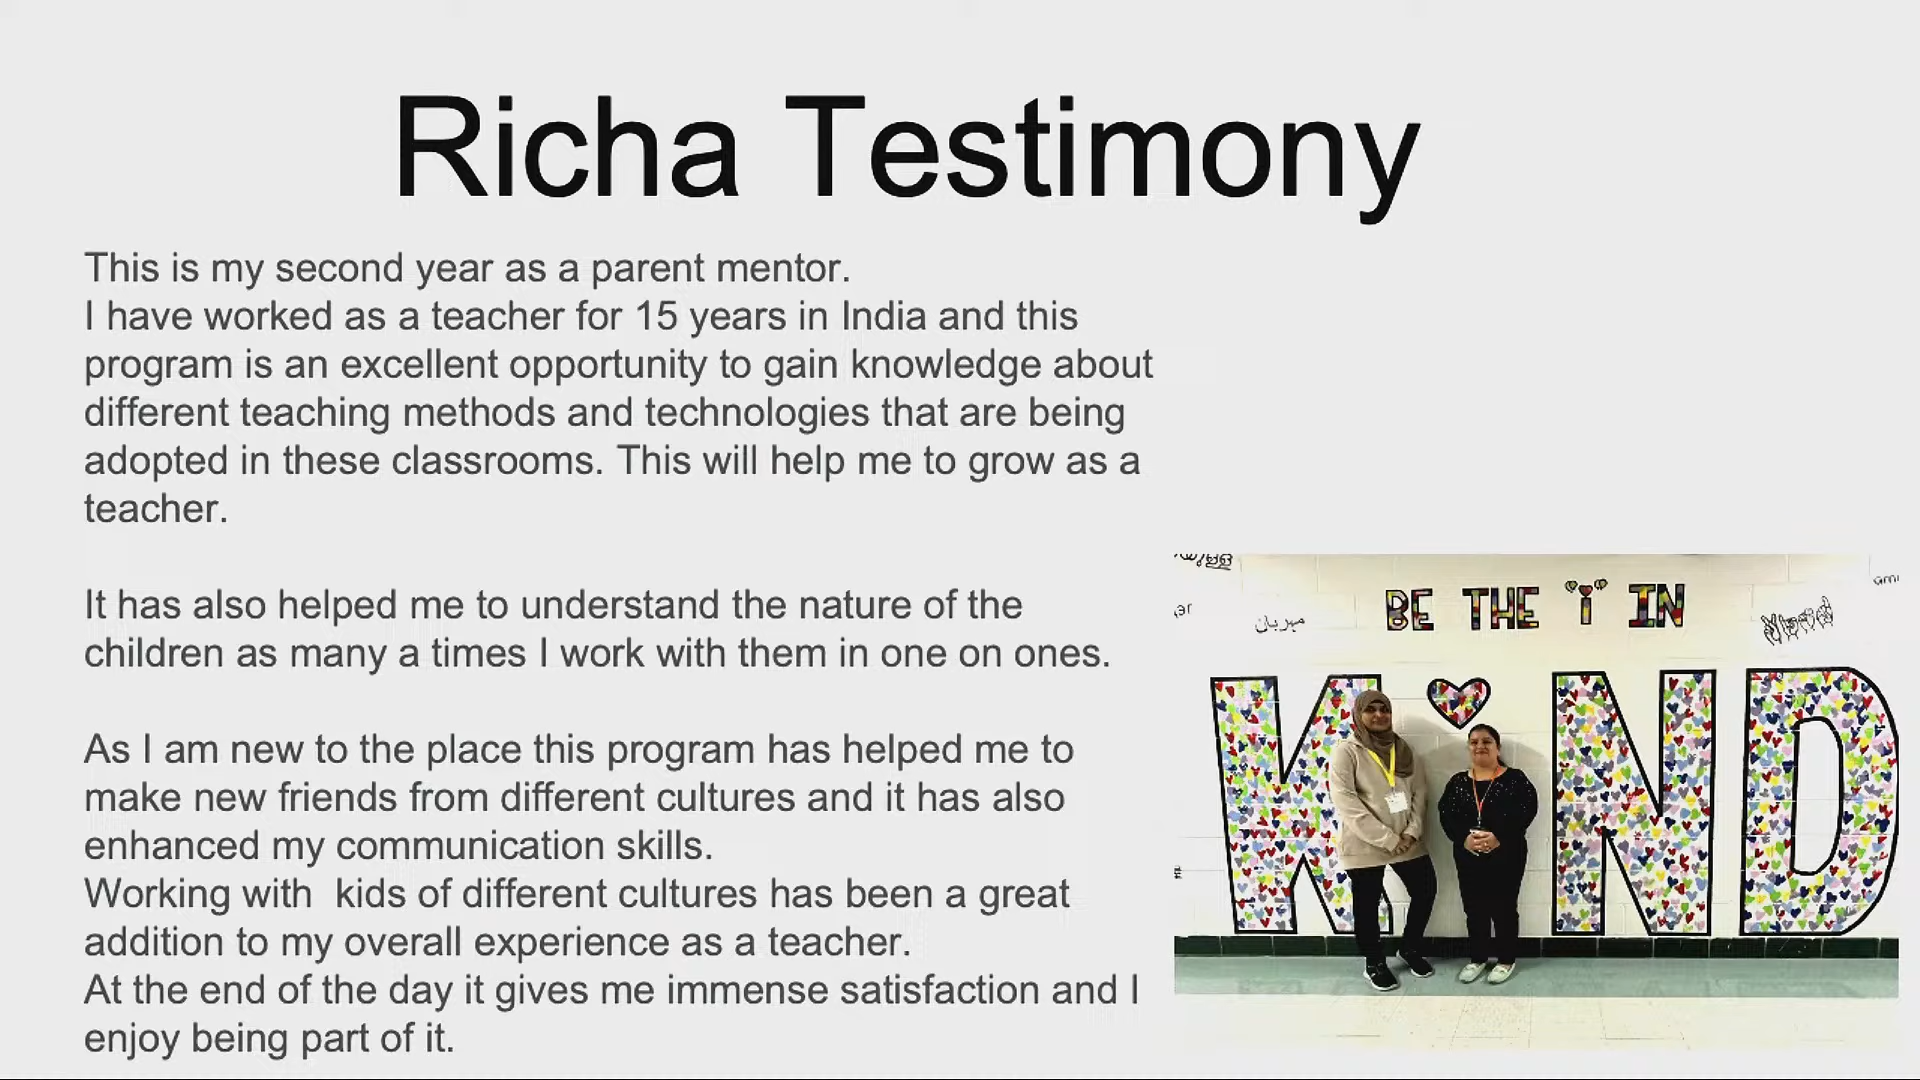 Richa Testimony
This is my second year as a parent mentor.
I have worked as a teacher for 15 years in India and this
program is an excellent opportunity to gain knowledge about
different teaching methods and technologies that are being
adopted in these classrooms. This will help me to grow as a
teacher.
It has also helped me to understand the nature of the
children as many a times I work with them in one on ones.
As I am new to the place this program has helped me to
make new friends from different cultures and it has also
enhanced my communication skills.
Working with  kids of different cultures has been a great
addition to my overall experience as a teacher.
At the end of the day it gives me immense satisfaction and I
enjoy being part of it.
BE THE "i" IN
مہربان
KIND